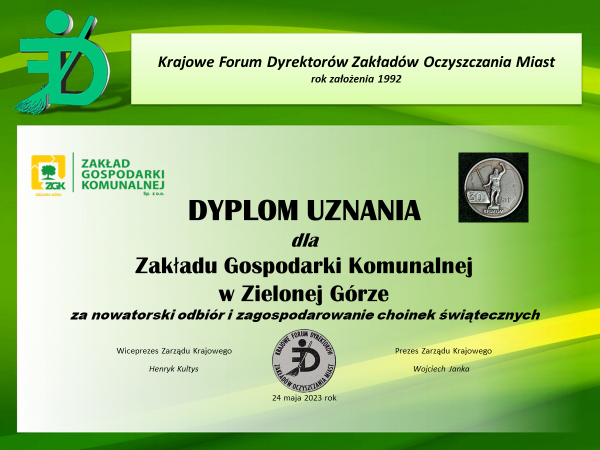 Krajowe Forum Dyrektorów Zakładów Oczyszczania Miast
rok założenia 1992
ZGK
ZAKŁAD
GOSPODARKI
KOMUNALNEJ
Sp. z o.o.
DYPLOM UZNANIA
dla
Zakładu Gospodarki Komunalnej
w Zielonej Górze
za nowatorski odbiór i zagospodarowanie choinek świątecznych
Wiceprezes Zarządu Krajowego
Henryk Kultys
KRAJOWE FORUM DYREKTORÓW
ZAKŁADÓW OCZYSZCZANIA MIAST
Prezes Zarządu Krajowego
Wojciech Janka
24 maja 2023 rok